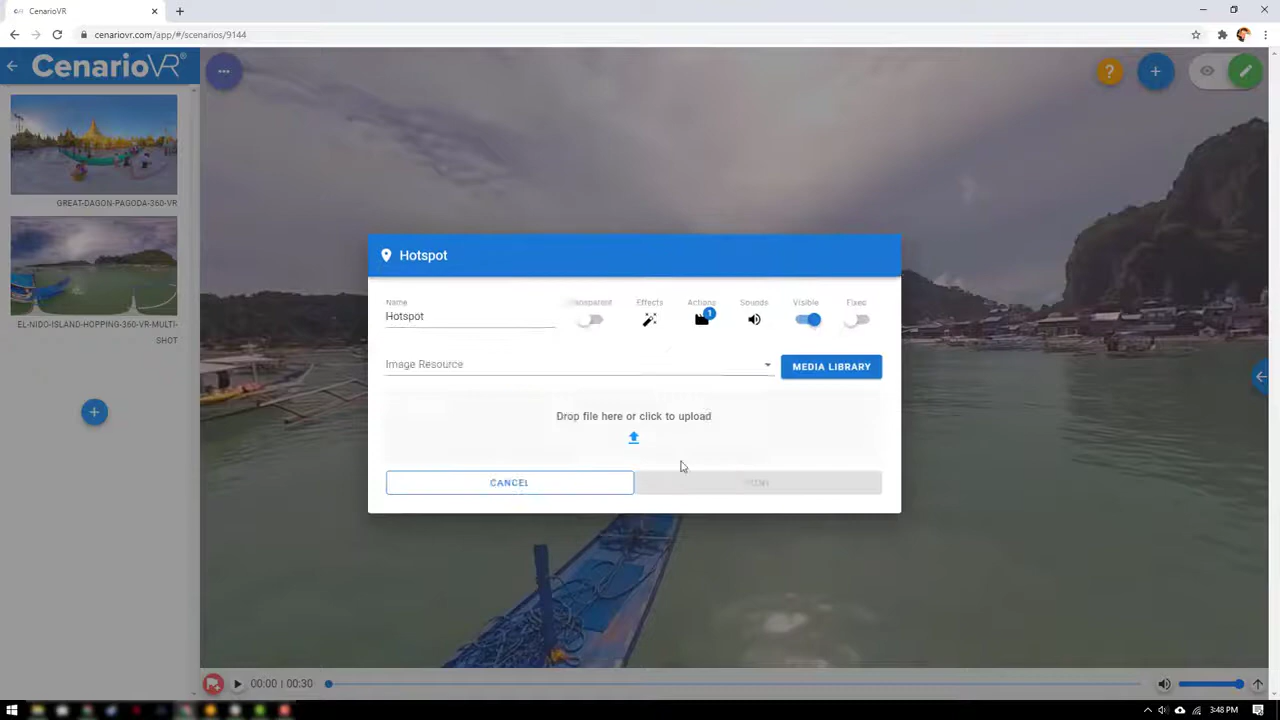 CenarioVR
cenariovr.com/app/#/scenarios/9144
CenarioVR®
GREAT-DAGON-PAGODA-360-VR
EL-NIDO-ISLAND-HOPPING-360-VR-MULTI-
SHOT
Hotspot
Name
Transparent
Effects
Actions
Sounds
Visible
Fixed
Hotspot
1
Image Resource
MEDIA LIBRARY
Drop file here or click to upload
CANCEL
00:00 | 00:30
3:48 PM